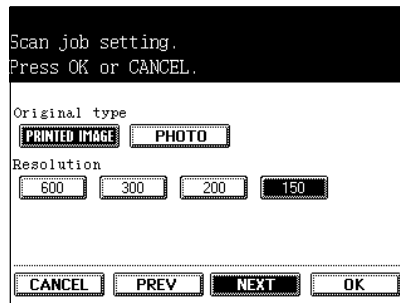 Scan job setting.
Press OK or CANCEL.
Original type
PRINTED IMAGE PHOTO
Resolution
600 300 200 150
CANCEL PREV NEXT OK